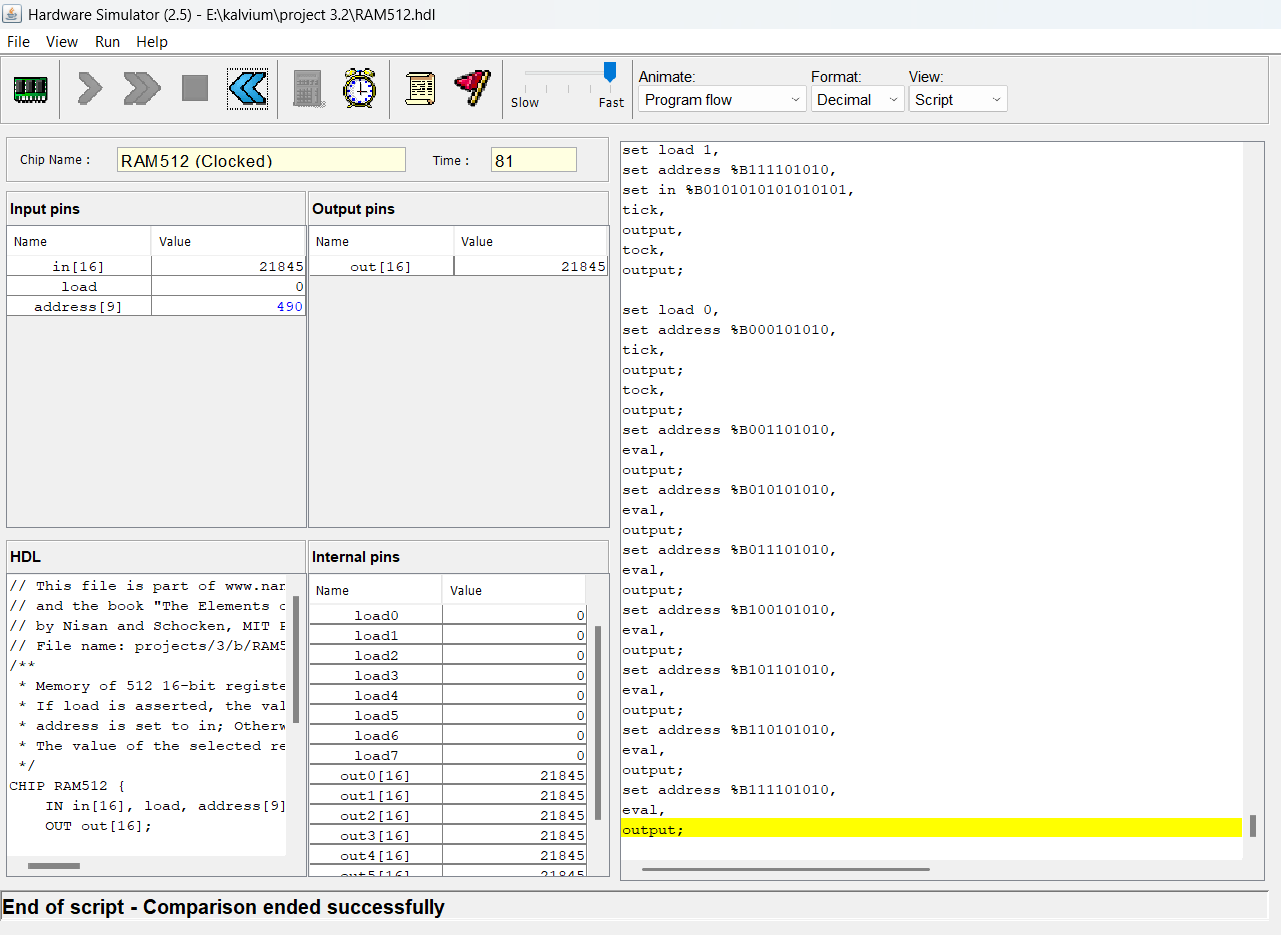 Hardware Simulator (2.5) - E:\kalvium\project 3.2\RAM512.hdl
File View Run Help
Slow Fast
Animate: Format: View:
Program flow Decimal Script
Chip Name : RAM512 (Clocked) Time : 81
Input pins
Name Value
in[16] 21845
load 0
address[9] 490
Output pins
Name Value
out[16] 21845
HDL
// This file is part of www.nan
// and the book "The Elements o
// by Nisan and Schocken, MIT P
// File name: projects/3/b/RAM5
/**
* Memory of 512 16-bit registe
* If load is asserted, the val
* address is set to in; Otherw
* The value of the selected re
*/
CHIP RAM512 {
IN in[16], load, address[9]
OUT out[16];
Internal pins
Name Value
load0 0
load1 0
load2 0
load3 0
load4 0
load5 0
load6 0
load7 0
out0[16] 21845
out1[16] 21845
out2[16] 21845
out3[16] 21845
out4[16] 21845
out5[16] 21845
set load 1,
set address %B111101010,
set in %B0101010101010101,
tick,
output,
tock,
output;
set load 0,
set address %B000101010,
tick,
output;
tock,
output;
set address %B001101010,
eval,
output;
set address %B010101010,
eval,
output;
set address %B011101010,
eval,
output;
set address %B100101010,
eval,
output;
set address %B101101010,
eval,
output;
set address %B110101010,
eval,
output;
set address %B111101010,
eval,
output;
End of script - Comparison ended successfully